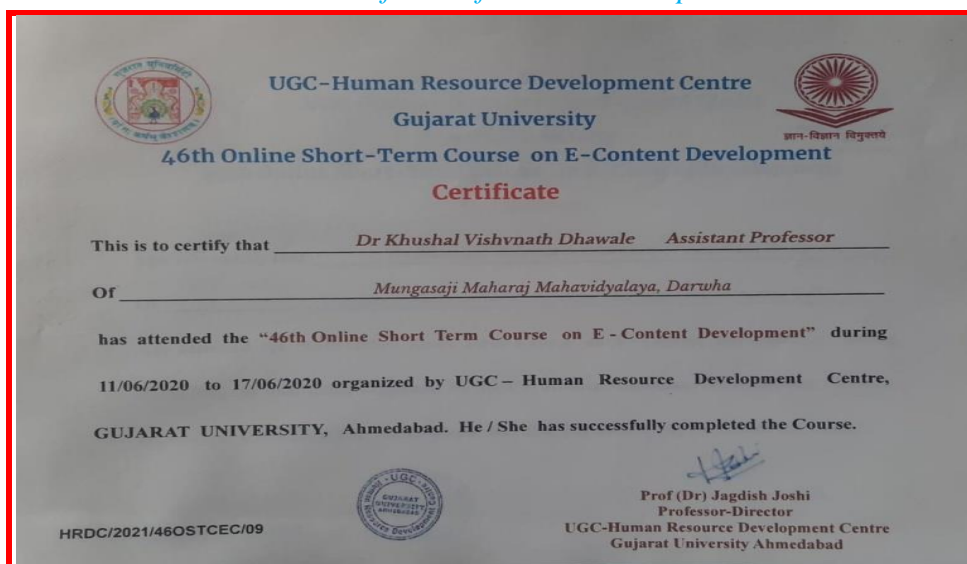 UGC-Human Resource Development Centre
Gujarat University
ज्ञान-विज्ञान विमुक्तये
46th Online Short-Term Course on E-Content Development
Certificate
This is to certify that Dr Khushal Vishvnath Dhawale Assistant Professor
Of Mungasaji Maharaj Mahavidyalaya, Darwha
has attended the "46th Online Short Term Course on E - Content Development" during
11/06/2020 to 17/06/2020 organized by UGC – Human Resource Development Centre,
GUJARAT UNIVERSITY, Ahmedabad. He / She has successfully completed the Course.
UGC
GUJARAT
UNIVERSITY
AHMEDABAD
Prof (Dr) Jagdish Joshi
Professor-Director
HRDC/2021/46OSTCEC/09
UGC-Human Resource Development Centre
Gujarat University Ahmedabad